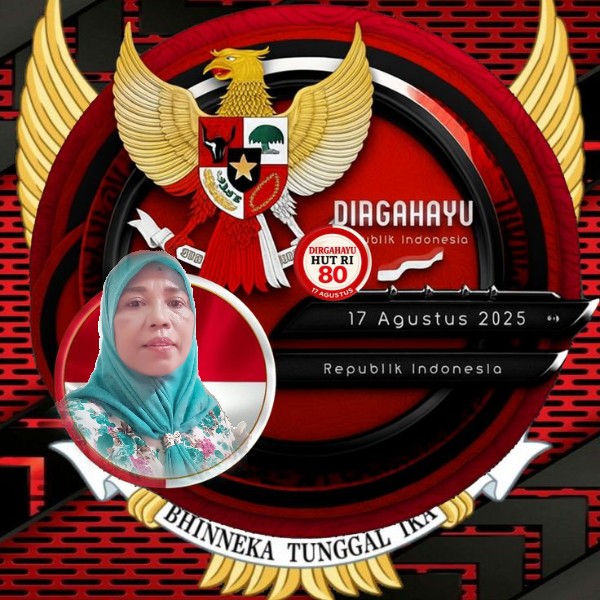 DIRGAHAYU
Republik Indonesia
DIRGAHAYU
HUT RI
80
17 AGUSTUS
17 Agustus 2025
Republik Indonesia
BHINNEKA TUNGGAL IKA